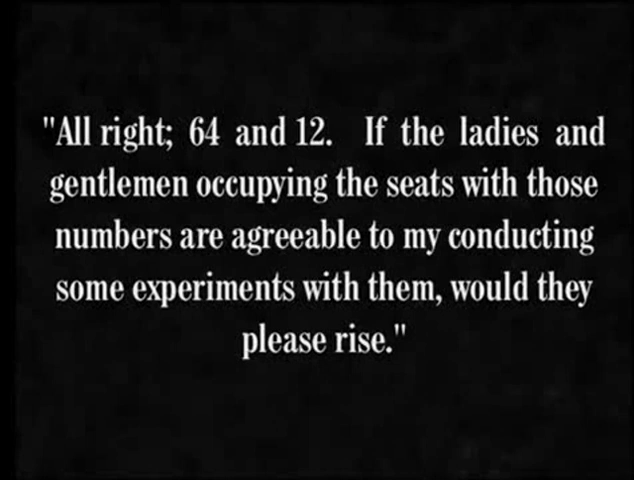 "All right; 64 and 12. If the ladies and
gentlemen occupying the seats with those
numbers are agreeable to my conducting
some experiments with them, would they
please rise."